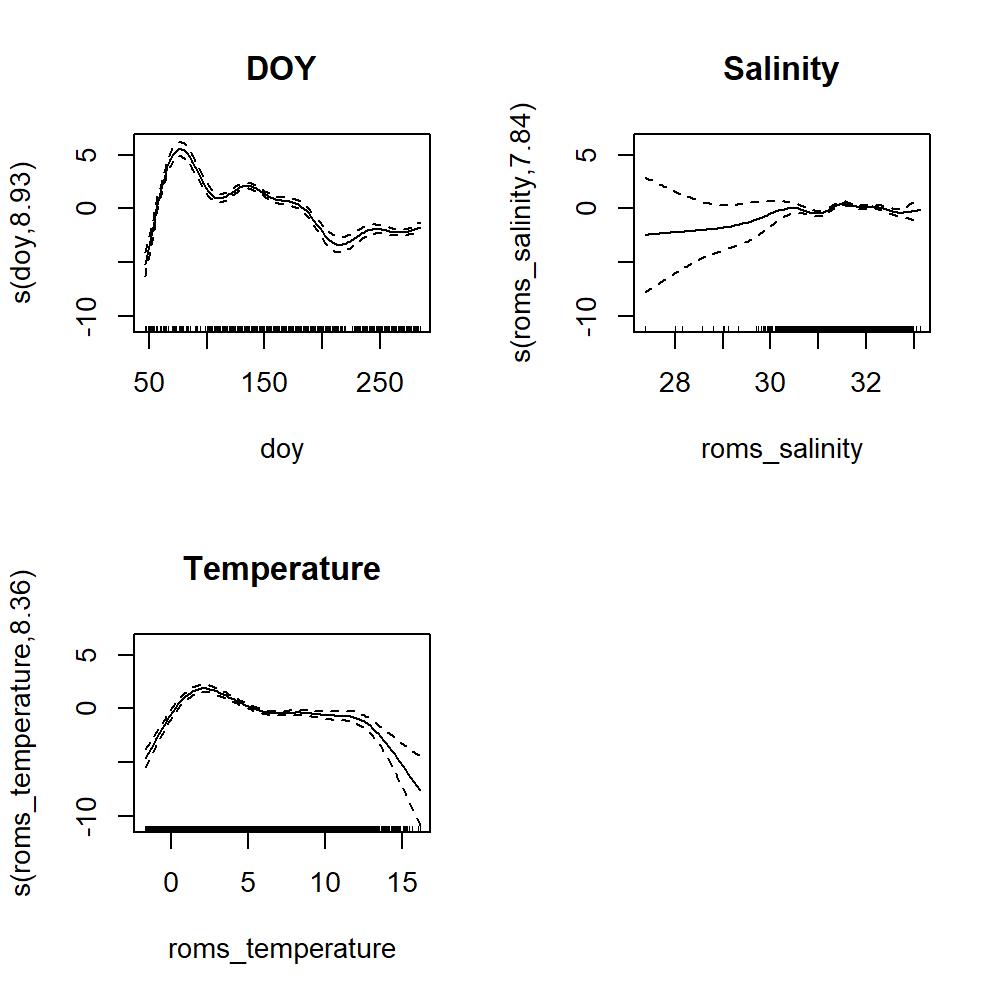 DOY
s(doy,8.93)
5
0
-10
50
150
250
doy
Salinity
s(roms_salinity,7.84)
5
0
-10
28
30
32
roms_salinity
Temperature
s(roms_temperature,8.36)
5
0
-10
0
5
10
15
roms_temperature